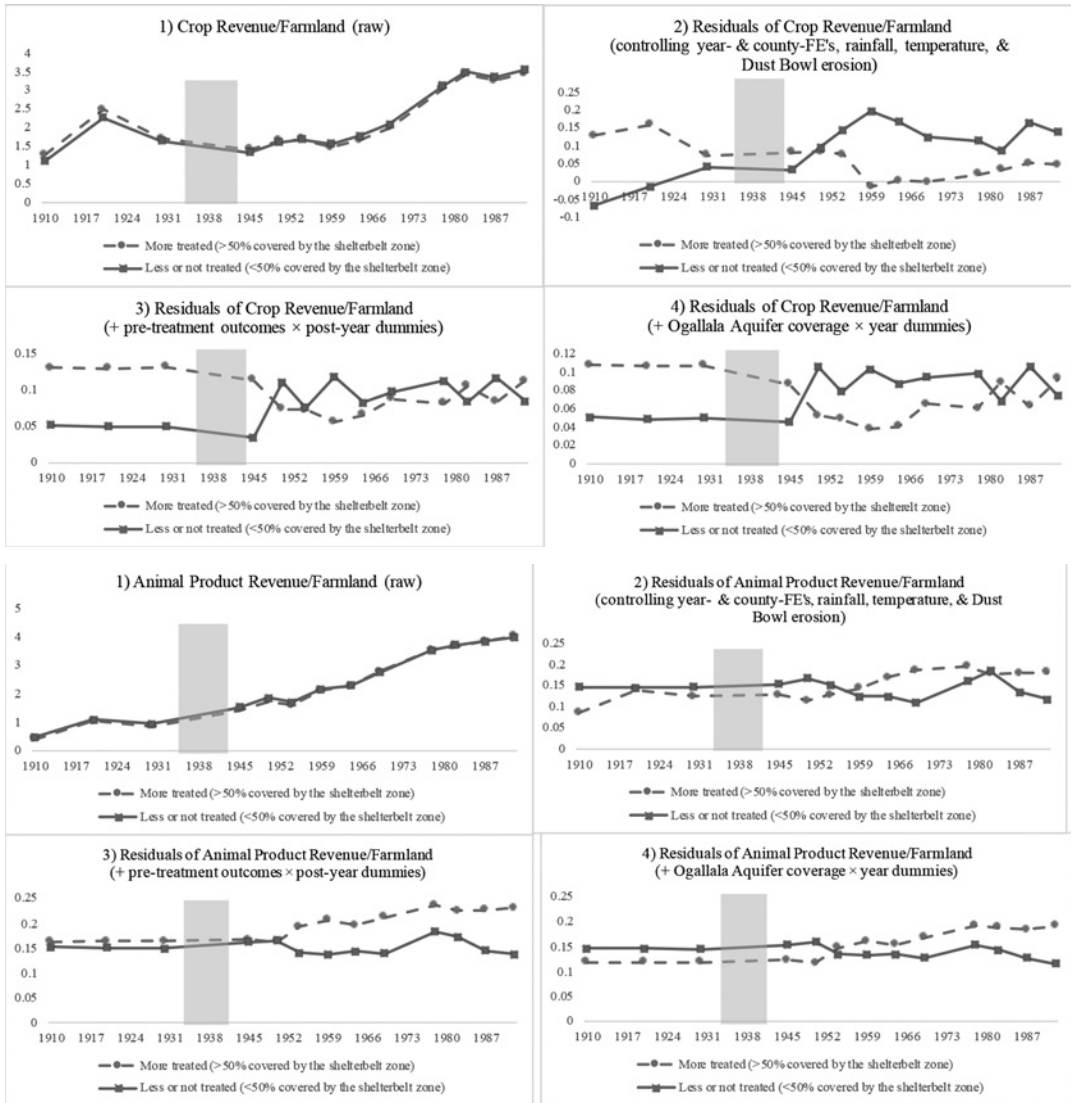 1) Crop Revenue/Farmland (raw)
4
3.5
3
2.5
2
1.5
1
0.5
0
1910 1917 1924 1931 1938 1945 1952 1959 1966 1973 1980 1987
More treated (>50% covered by the shelterbelt zone)
Less or not treated (<50% covered by the shelterbelt zone)
2) Residuals of Crop Revenue/Farmland
(controlling year- & county-FE's, rainfall, temperature, &
Dust Bowl erosion)
0.25
0.2
0.15
0.1
0.05
0
-0.05
-0.1
1910 1917 1924 1931 1938 1945 1952 1959 1966 1973 1980 1987
More treated (>50% covered by the shelterbelt zone)
Less or not treated (<50% covered by the shelterbelt zone)
3) Residuals of Crop Revenue/Farmland
(+ pre-treatment outcomes × post-year dummies)
0.15
0.1
0.05
0
1910 1917 1924 1931 1938 1945 1952 1959 1966 1973 1980 1987
More treated (>50% covered by the shelterbelt zone)
Less or not treated (<50% covered by the shelterbelt zone)
4) Residuals of Crop Revenue/Farmland
(+ Ogallala Aquifer coverage × year dummies)
0.12
0.1
0.08
0.06
0.04
0.02
0
1910 1917 1924 1931 1938 1945 1952 1959 1966 1973 1980 1987
More treated (>50% covered by the shelterelt zone)
Less or not treated (<50% covered by the shelterbelt zone)
1) Animal Product Revenue/Farmland (raw)
5
4
3
2
1
0
1910 1917 1924 1931 1938 1945 1952 1959 1966 1973 1980 1987
More treated (>50% covered by the shelterbelt zone)
Less or not treated (<50% covered by the shelterbelt zone)
2) Residuals of Animal Product Revenue/Farmland
(controlling year- & county-FE's, rainfall, temperature, & Dust
Bowl erosion)
0.25
0.2
0.15
0.1
0.05
0
1910 1917 1924 1931 1938 1945 1952 1959 1966 1973 1980 1987
More treated (>50% covered by the shelterbelt zone)
Less or not treated (<50% covered by the shelterbelt zone)
3) Residuals of Animal Product Revenue/Farmland
(+ pre-treatment outcomes × post-year dummies)
0.25
0.2
0.15
0.1
0.05
0
1910 1917 1924 1931 1938 1945 1952 1959 1966 1973 1980 1987
More treated (>50% covered by the shelterbelt zone)
Less or not treated (<50% covered by the shelterbelt zone)
4) Residuals of Animal Product Revenue/Farmland
(+ Ogallala Aquifer coverage × year dummies)
0.25
0.2
0.15
0.1
0.05
0
1910 1917 1924 1931 1938 1945 1952 1959 1966 1973 1980 1987
More treated (>50% covered by the shelterbelt zone)
Less or not treated (<50% covered by the shelterbelt zone)